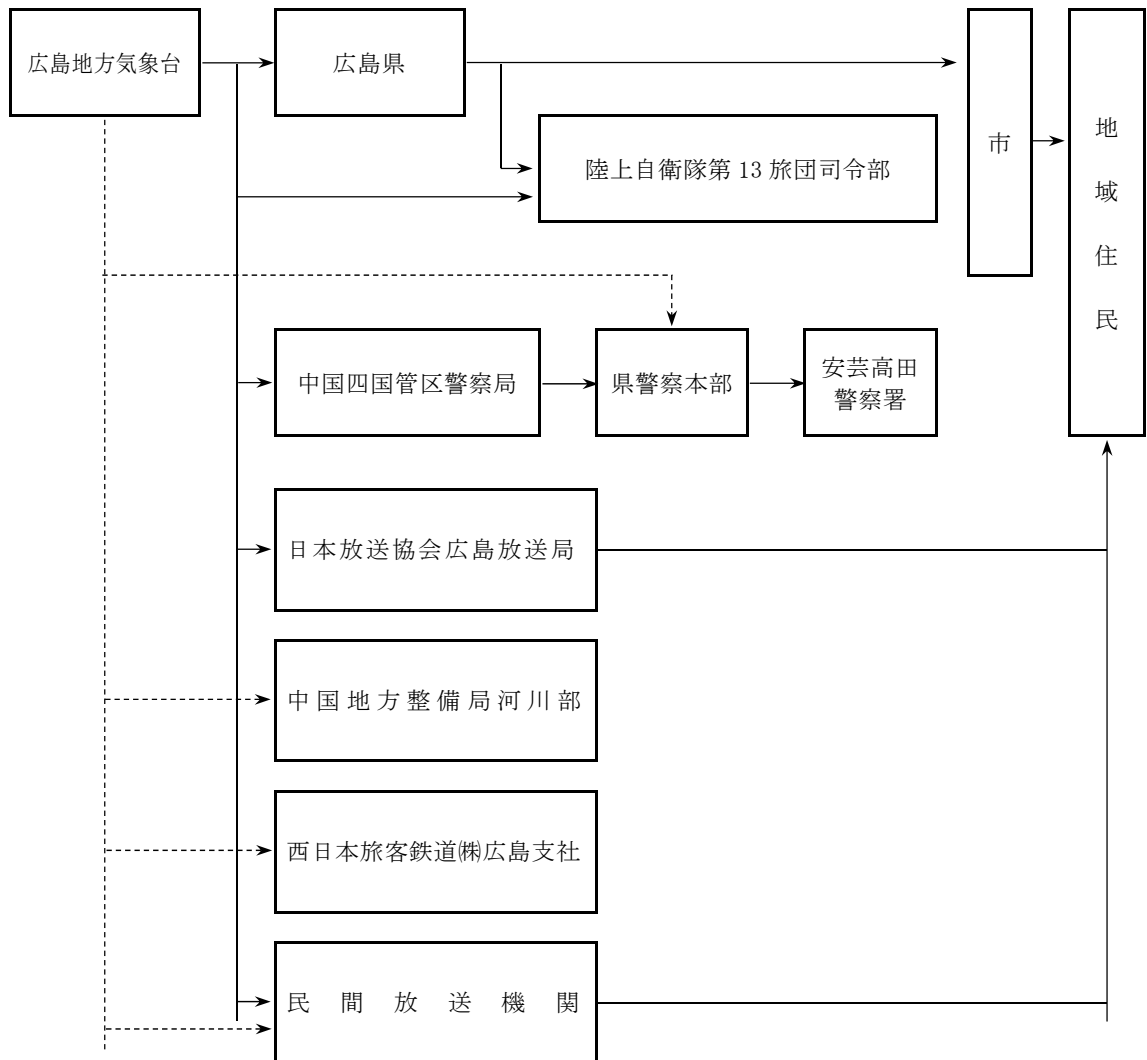 広島地方気象台
広島県
市
地域住民
陸上自衛隊第 13 旅団司令部
中国四国管区警察局
県警察本部
安芸高田
警察署
日本放送協会広島放送局
中国地方整備局河川部
西日本旅客鉄道㈱広島支社
民間放送機関